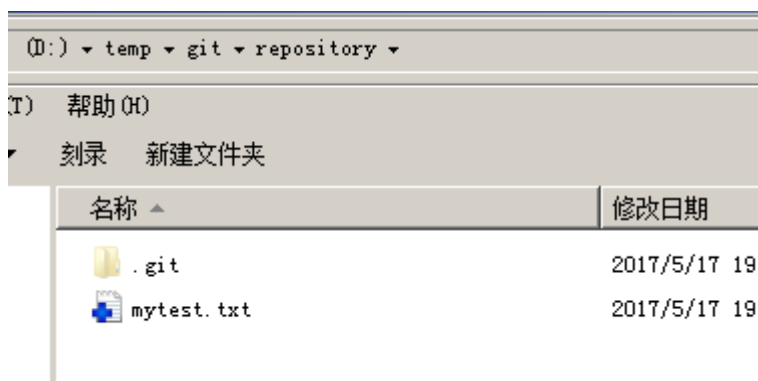 (D:) ▾ temp ▾ git ▾ repository ▾
(T) 帮助(H)
刻录 新建文件夹
名称 修改日期
.git 2017/5/17 19
mytest.txt 2017/5/17 19